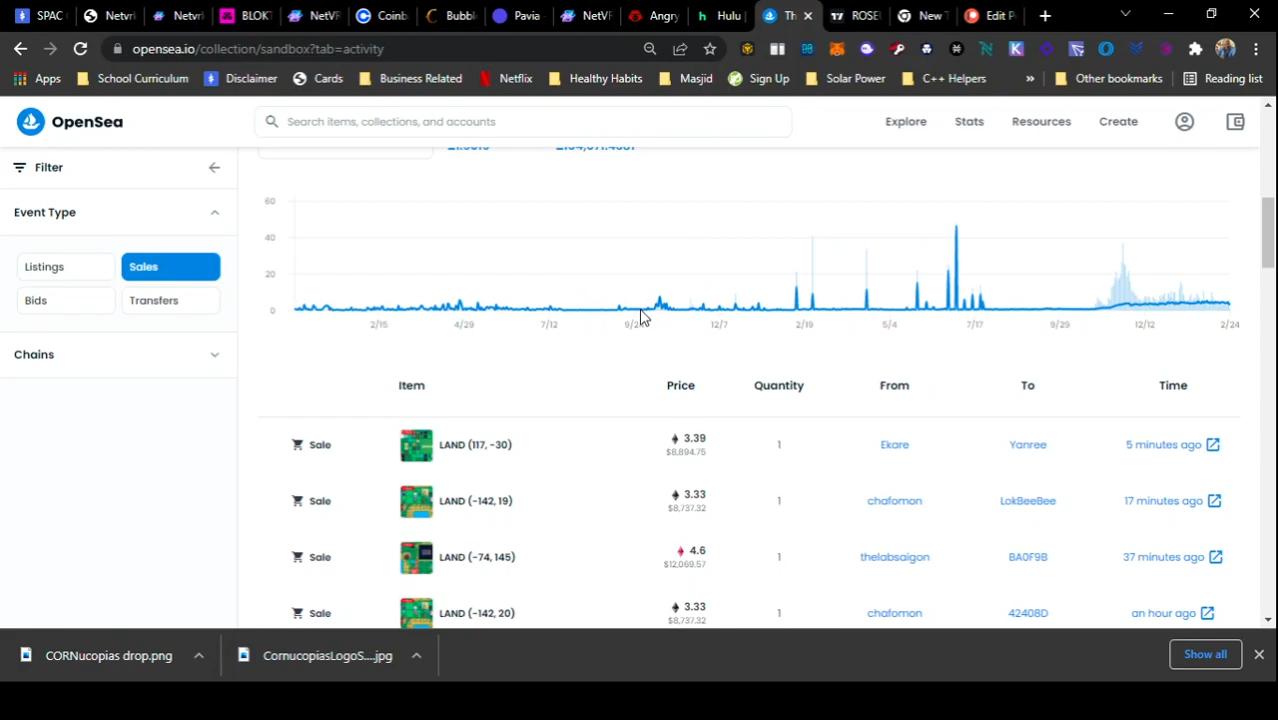 SPAC
Netvr
Netvr
BLOK
NetVR
Coinb
Bubbl
Pavia
NetVF
Angry
Hulu
Th
ROSE
New T
Edit P
opensea.io/collection/sandbox?tab=activity
Apps
School Curriculum
Disclaimer
Cards
Business Related
Netflix
Healthy Habits
Masjid
Sign Up
Solar Power
C++ Helpers
»
Other bookmarks
Reading list
OpenSea
Search items, collections, and accounts
Explore
Stats
Resources
Create
Filter
Event Type
Listings
Sales
Bids
Transfers
Chains
60
40
20
0
2/15
4/29
7/12
12/7
2/19
5/4
7/17
9/29
12/12
2/24
Item
Price
Quantity
From
To
Time
Sale
LAND (117, -30)
3.39
$8,894.75
1
Ekare
Yanree
5 minutes ago
Sale
LAND (-142, 19)
3.33
$8,737.32
1
chafomon
LokBeeBee
17 minutes ago
Sale
LAND (-74, 145)
4.6
$12,069.57
1
thelabsaigon
BA0F9B
37 minutes ago
Sale
LAND (-142, 20)
3.33
$8,737.32
1
chafomon
42408D
an hour ago
CORNucopias drop.png
CornucopiasLogoS....jpg
Show all